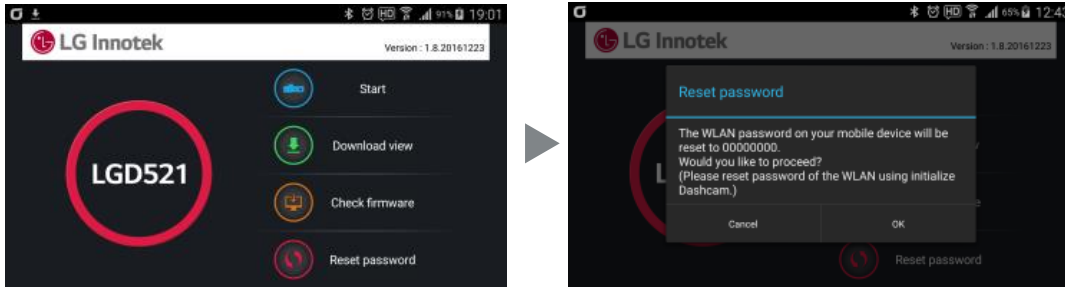 91% 19:01
LG Innotek
Version : 1.8.20161223
LGD521
Start
Download view
Check firmware
Reset password
65% 12:43
LG Innotek
Version : 1.8.20161223
Reset password
The WLAN password on your mobile device will be
reset to 00000000.
Would you like to proceed?
(Please reset password of the WLAN using initialize
Dashcam.)
Cancel OK
Reset password